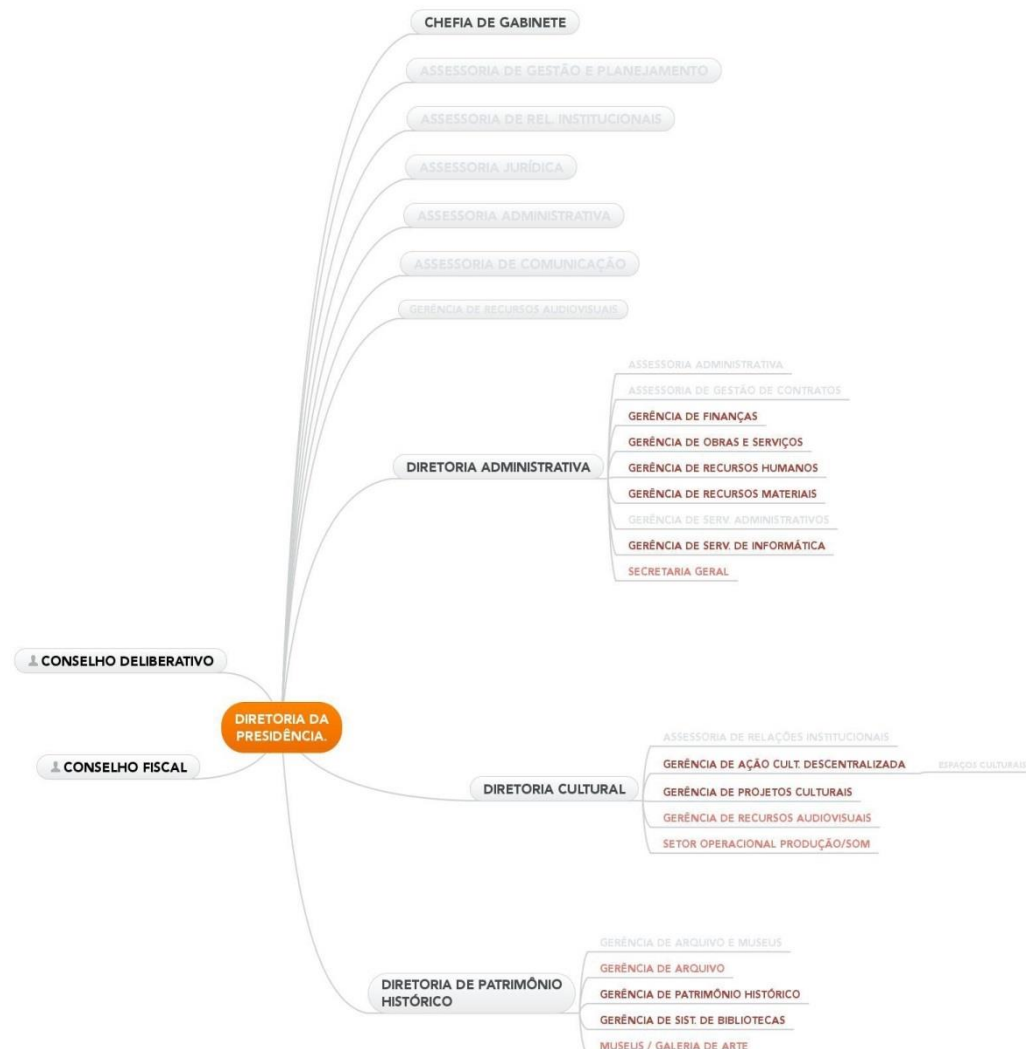 CHEFIA DE GABINETE
ASSESSORIA DE GESTÃO E PLANEJAMENTO
ASSESSORIA DE REL. INSTITUCIONAIS
ASSESSORIA JURÍDICA
ASSESSORIA ADMINISTRATIVA
ASSESSORIA DE COMUNICAÇÃO
GERÊNCIA DE RECURSOS AUDIOVISUAIS
DIRETORIA ADMINISTRATIVA
ASSESSORIA ADMINISTRATIVA
ASSESSORIA DE GESTÃO DE CONTRATOS
GERÊNCIA DE FINANÇAS
GERÊNCIA DE OBRAS E SERVIÇOS
GERÊNCIA DE RECURSOS HUMANOS
GERÊNCIA DE RECURSOS MATERIAIS
GERÊNCIA DE SERV. ADMINISTRATIVOS
GERÊNCIA DE SERV. DE INFORMÁTICA
SECRETARIA GERAL
CONSELHO DELIBERATIVO
DIRETORIA DA
PRESIDÊNCIA.
CONSELHO FISCAL
DIRETORIA CULTURAL
ASSESSORIA DE RELAÇÕES INSTITUCIONAIS
GERÊNCIA DE AÇÃO CULT. DESCENTRALIZADA
ESPAÇOS CULTURAIS
GERÊNCIA DE PROJETOS CULTURAIS
GERÊNCIA DE RECURSOS AUDIOVISUAIS
SETOR OPERACIONAL PRODUÇÃO/SOM
DIRETORIA DE PATRIMÔNIO
HISTÓRICO
GERÊNCIA DE ARQUIVO E MUSEUS
GERÊNCIA DE ARQUIVO
GERÊNCIA DE PATRIMÔNIO HISTÓRICO
GERÊNCIA DE SIST. DE BIBLIOTECAS
MUSEUS / GALERIA DE ARTE